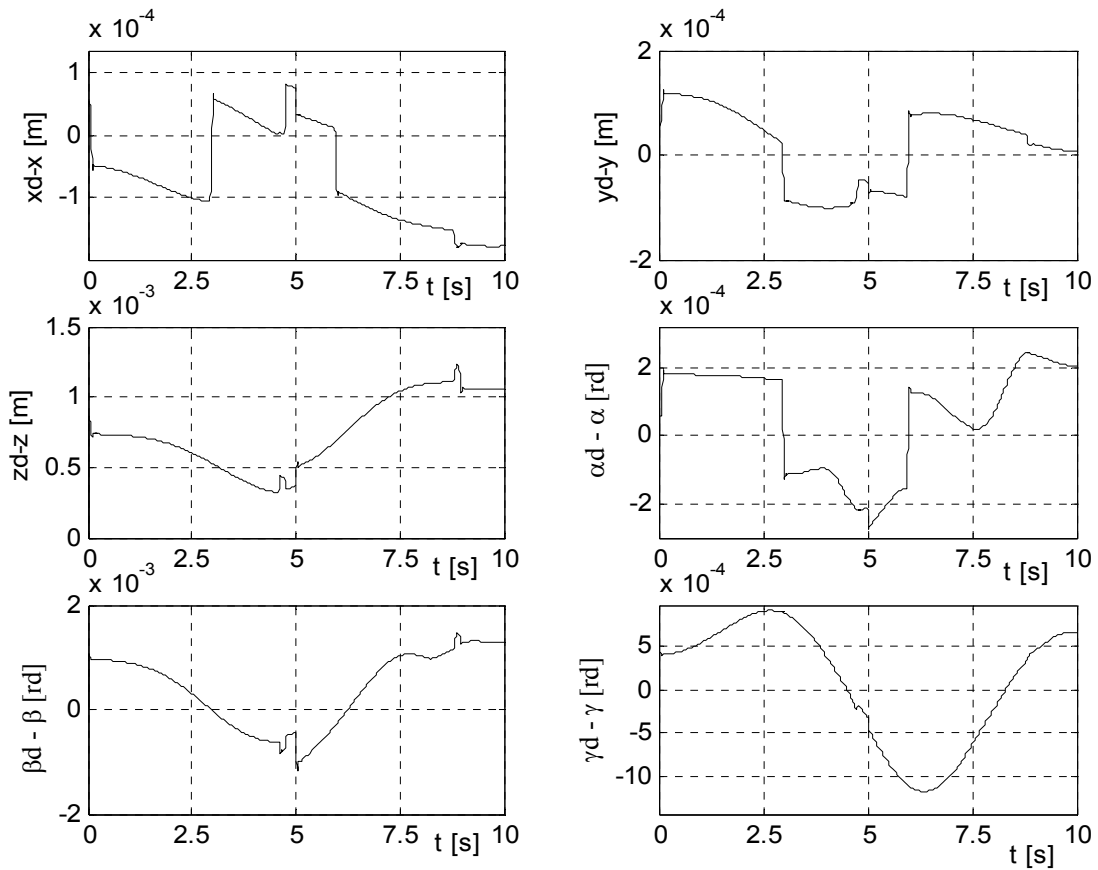 x 10⁻⁴
xd-x [m]
1
0
-1
0 2.5 5 7.5 10
t [s]
x 10⁻⁴
yd-y [m]
2
0
-2
0 2.5 5 7.5 10
t [s]
x 10⁻³
zd-z [m]
1.5
1
0.5
0
0 2.5 5 7.5 10
t [s]
x 10⁻⁴
αd - α [rd]
2
0
-2
0 2.5 5 7.5 10
t [s]
x 10⁻³
βd - β [rd]
2
0
-2
0 2.5 5 7.5 10
t [s]
x 10⁻⁴
γd - γ [rd]
5
0
-5
-10
0 2.5 5 7.5 10
t [s]